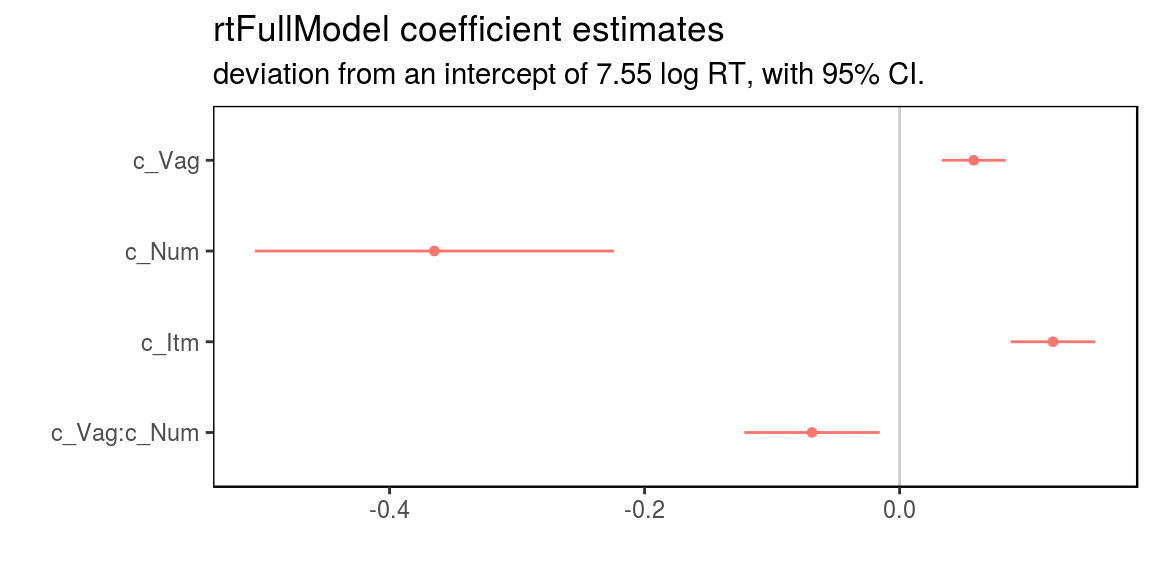 rtFullModel coefficient estimates
deviation from an intercept of 7.55 log RT, with 95% CI.
c_Vag
c_Num
c_Itm
c_Vag:c_Num
-0.4 -0.2 0.0